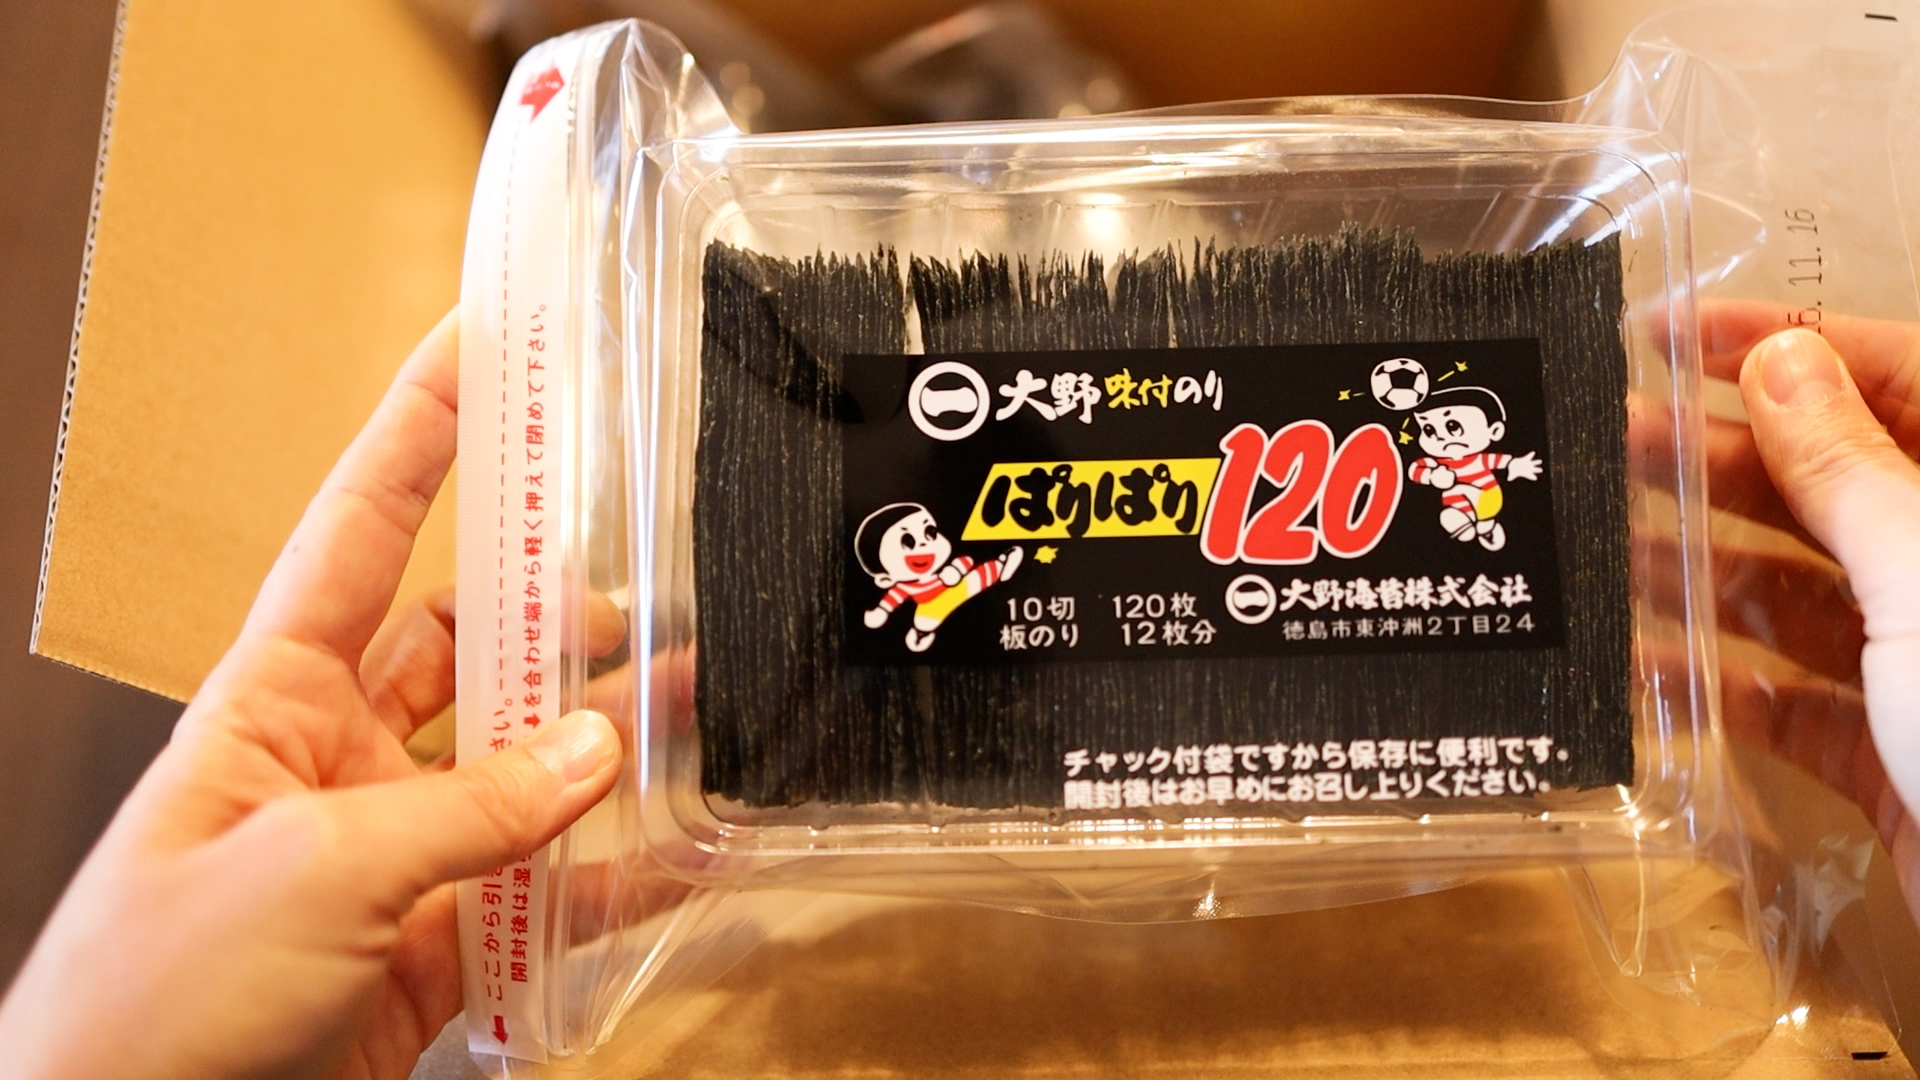 大野味付のり
ぱりぱり120
10切 120枚
板のり 12枚分
大野海苔株式会社
徳島市東沖洲2丁目24
チャック付袋ですから保存に便利です。
開封後はお早めにお召し上りください。
ここから引き
さい。
開封後は湿
を合わせ端から軽く押えて閉めて下さい。
6.11.16